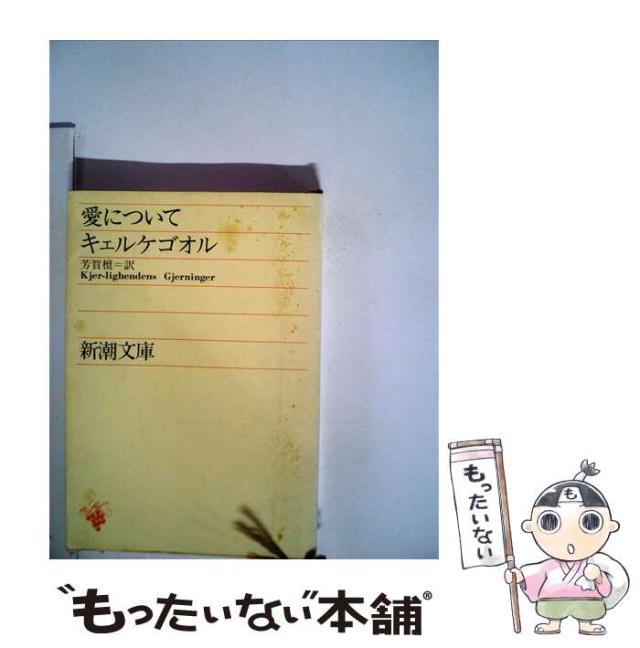 愛について
キェルケゴオル
芳賀檀＝訳
Kjer-lighendens Gjerninger
新潮文庫
もったいない
も
"もったいない"本舗®